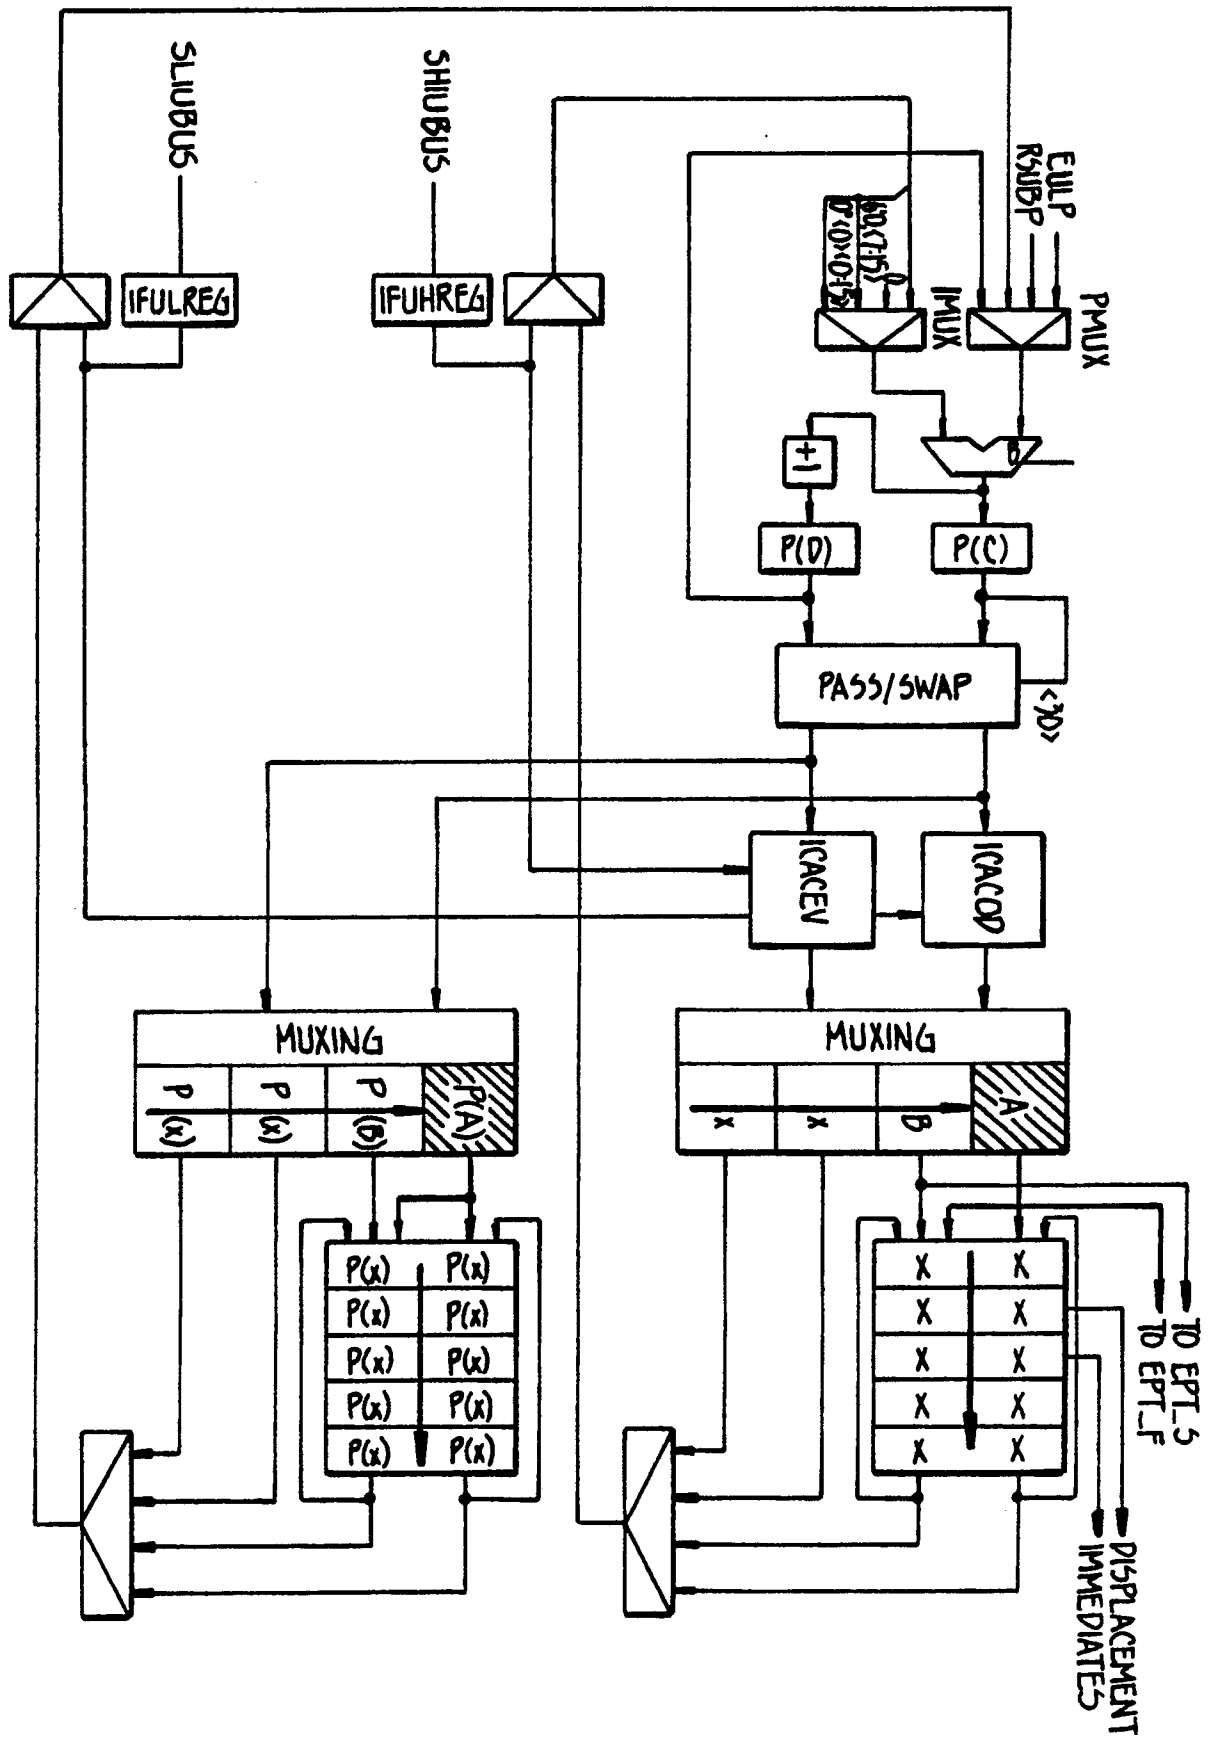 SLIUBUS
SHIUBUS
EULP
RSUBP
IFULREG
IFUHREG
IMUX
PMUX
B
+1
P(D)
P(C)
PASS/SWAP
<30>
ICACEV
ICACOD
MUXING
MUXING
P(x)
P(x)
P(B)
P(A)
x
x
B
A
P(x) P(x)
P(x) P(x)
P(x) P(x)
P(x) P(x)
P(x) P(x)
X X
X X
X X
X X
X X
TO EPT_S
TO EPT_F
DISPLACEMENT
IMMEDIATES